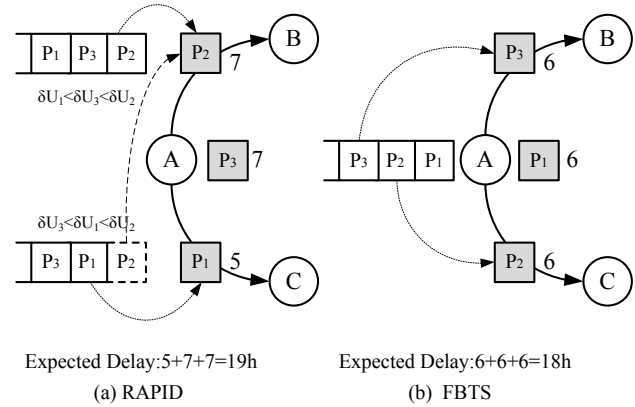 P1 P3 P2
δU1<δU3<δU2
P2 7
B
A
P3 7
δU3<δU1<δU2
P3 P1 P2
P1 5
C
Expected Delay:5+7+7=19h
(a) RAPID
P3 6
B
P3 P2 P1
A
P1 6
P2 6
C
Expected Delay:6+6+6=18h
(b) FBTS